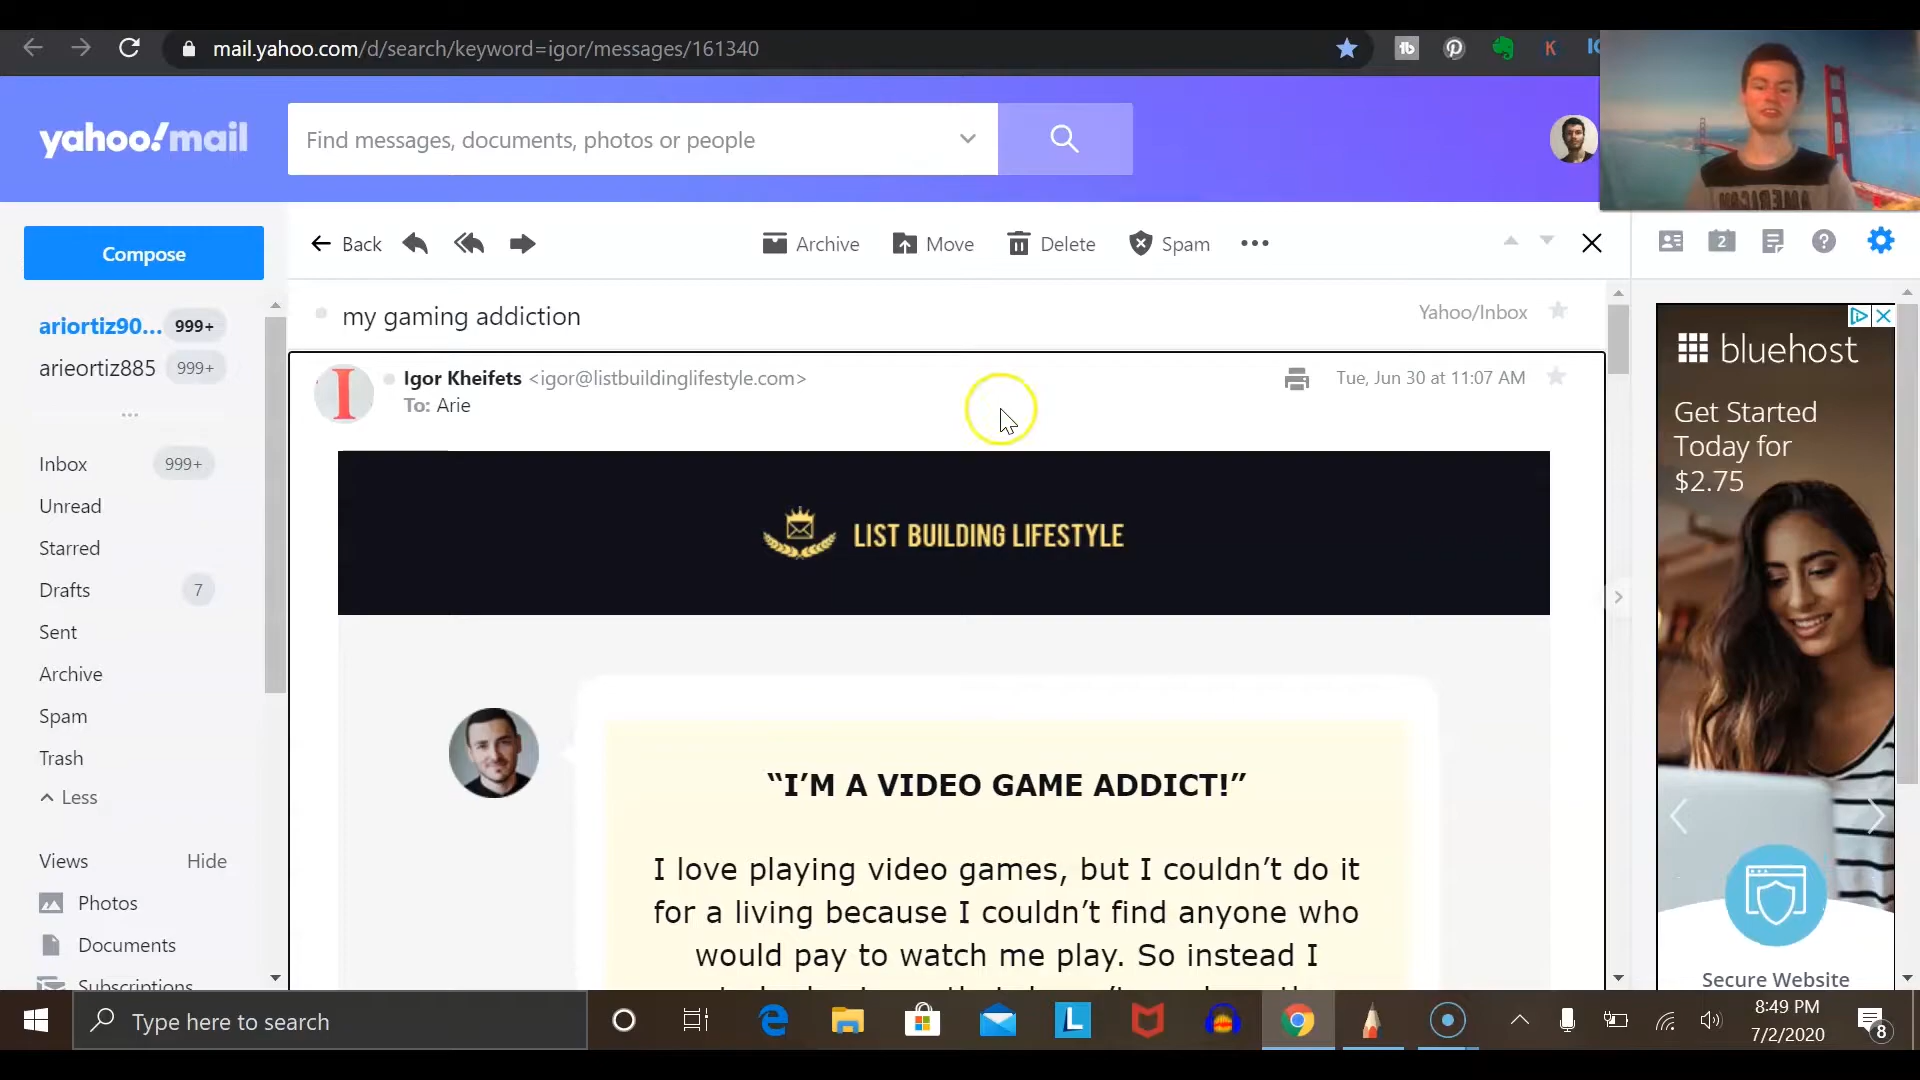 mail.yahoo.com/d/search/keyword=igor/messages/161340
yahoo!mail
Find messages, documents, photos or people
Compose
Back
Archive
Move
Delete
Spam
2
ariortiz90... 999+
arieortiz885 999+
my gaming addiction
Yahoo/Inbox
Igor Kheifets <igor@listbuildinglifestyle.com>
Tue, Jun 30 at 11:07 AM
To: Arie
Inbox 999+
Unread
Starred
Drafts 7
Sent
Archive
Spam
Trash
Less
Views Hide
Photos
Documents
Subscriptions
LIST BUILDING LIFESTYLE
“I’M A VIDEO GAME ADDICT!”
I love playing video games, but I couldn’t do it
for a living because I couldn’t find anyone who
would pay to watch me play. So instead I
bluehost
Get Started
Today for
$2.75
Secure Website
Type here to search
8:49 PM
7/2/2020
8